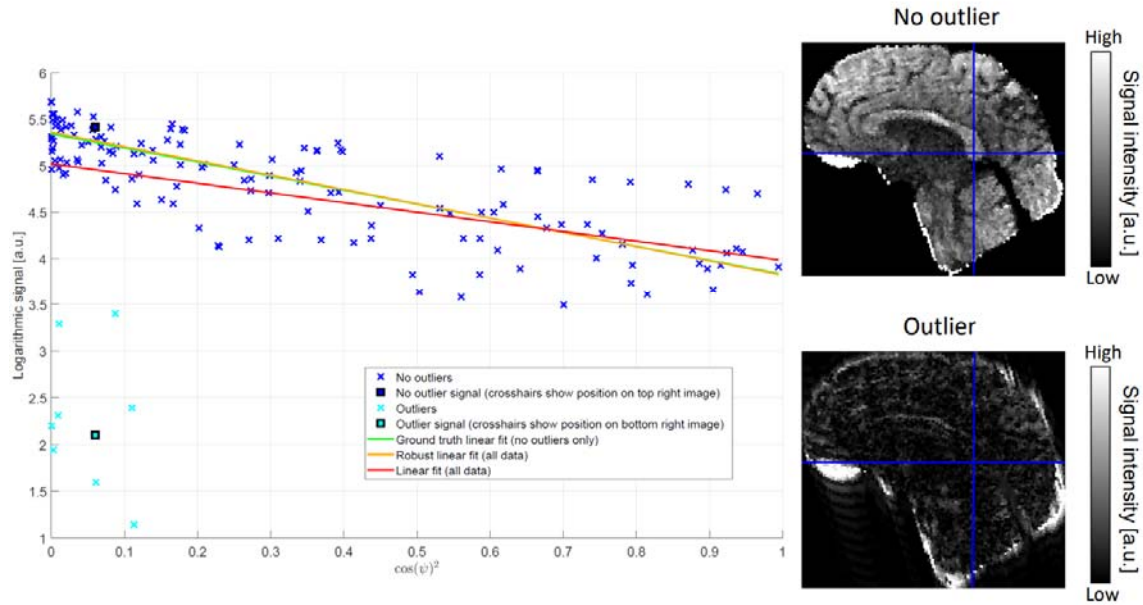 No outlier
High
Signal intensity [a.u.]
Low
6
5.5
5
4.5
4
3.5
3
2.5
2
1.5
1
Logarithmic signal [a.u.]
0
0.1
0.2
0.3
0.4
0.5
0.6
0.7
0.8
0.9
1
cos(ψ)²
No outliers
No outlier signal (crosshairs show position on top right image)
Outliers
Outlier signal (crosshairs show position on bottom right image)
Ground truth linear fit (no outliers only)
Robust linear fit (all data)
Linear fit (all data)
Outlier
High
Signal intensity [a.u.]
Low